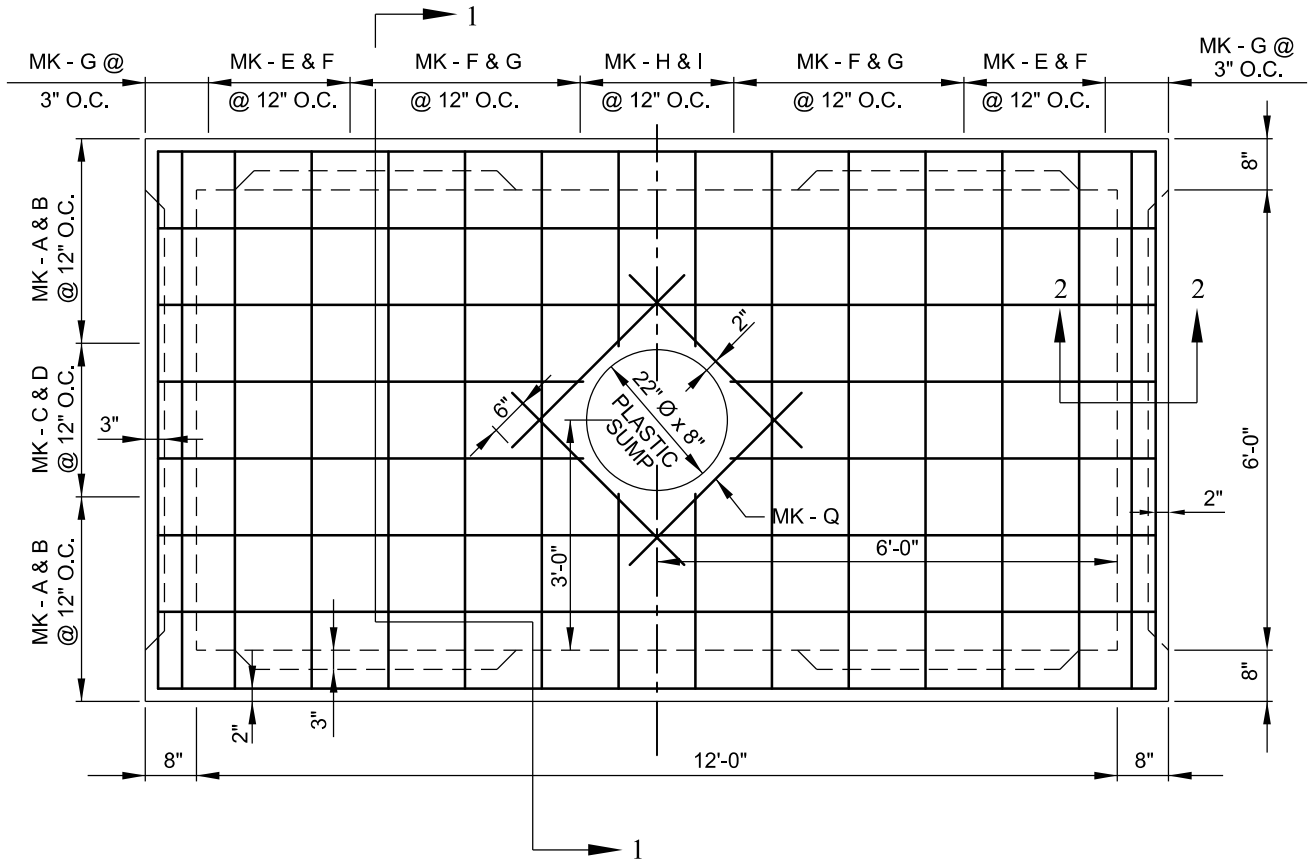 1
MK - G @
3" O.C.
MK - E & F
@ 12" O.C.
MK - F & G
@ 12" O.C.
MK - H & I
@ 12" O.C.
MK - F & G
@ 12" O.C.
MK - E & F
@ 12" O.C.
MK - G @
3" O.C.
MK - A & B
@ 12" O.C.
MK - C & D
@ 12" O.C.
MK - A & B
@ 12" O.C.
8"
6'-0"
8"
2
2
2"
22" Ø x 8"
PLASTIC
SUMP
6"
3"
2"
MK - Q
6'-0"
3'-0"
2"
3"
8"
12'-0"
8"
1